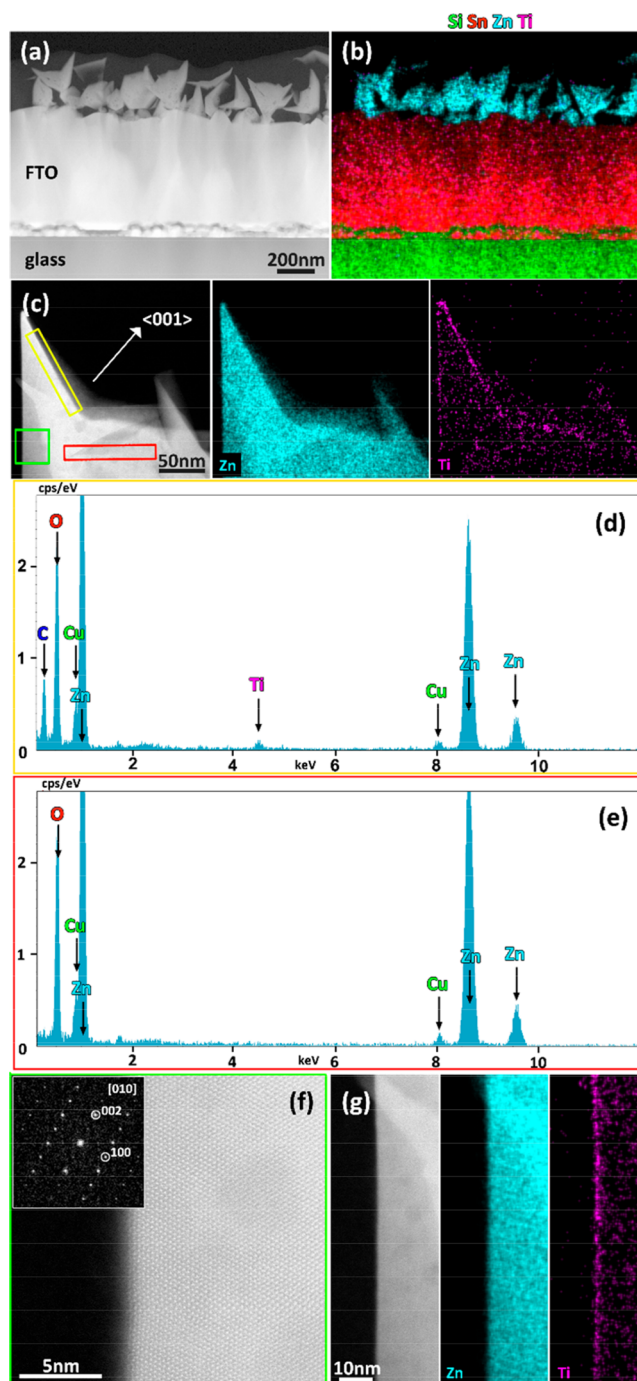 Si Sn Zn Ti
(a)
FTO
glass
200nm
(b)
(c)
<001>
50nm
Zn
Ti
cps/eV
(d)
O
C
Cu
Zn
Ti
Cu
Zn
Zn
2
1
0
2
4
6
8
10
keV
cps/eV
(e)
O
Cu
Zn
Cu
Zn
Zn
2
1
0
2
4
6
8
10
keV
[010]
002
100
(f)
5nm
(g)
10nm
Zn
Ti